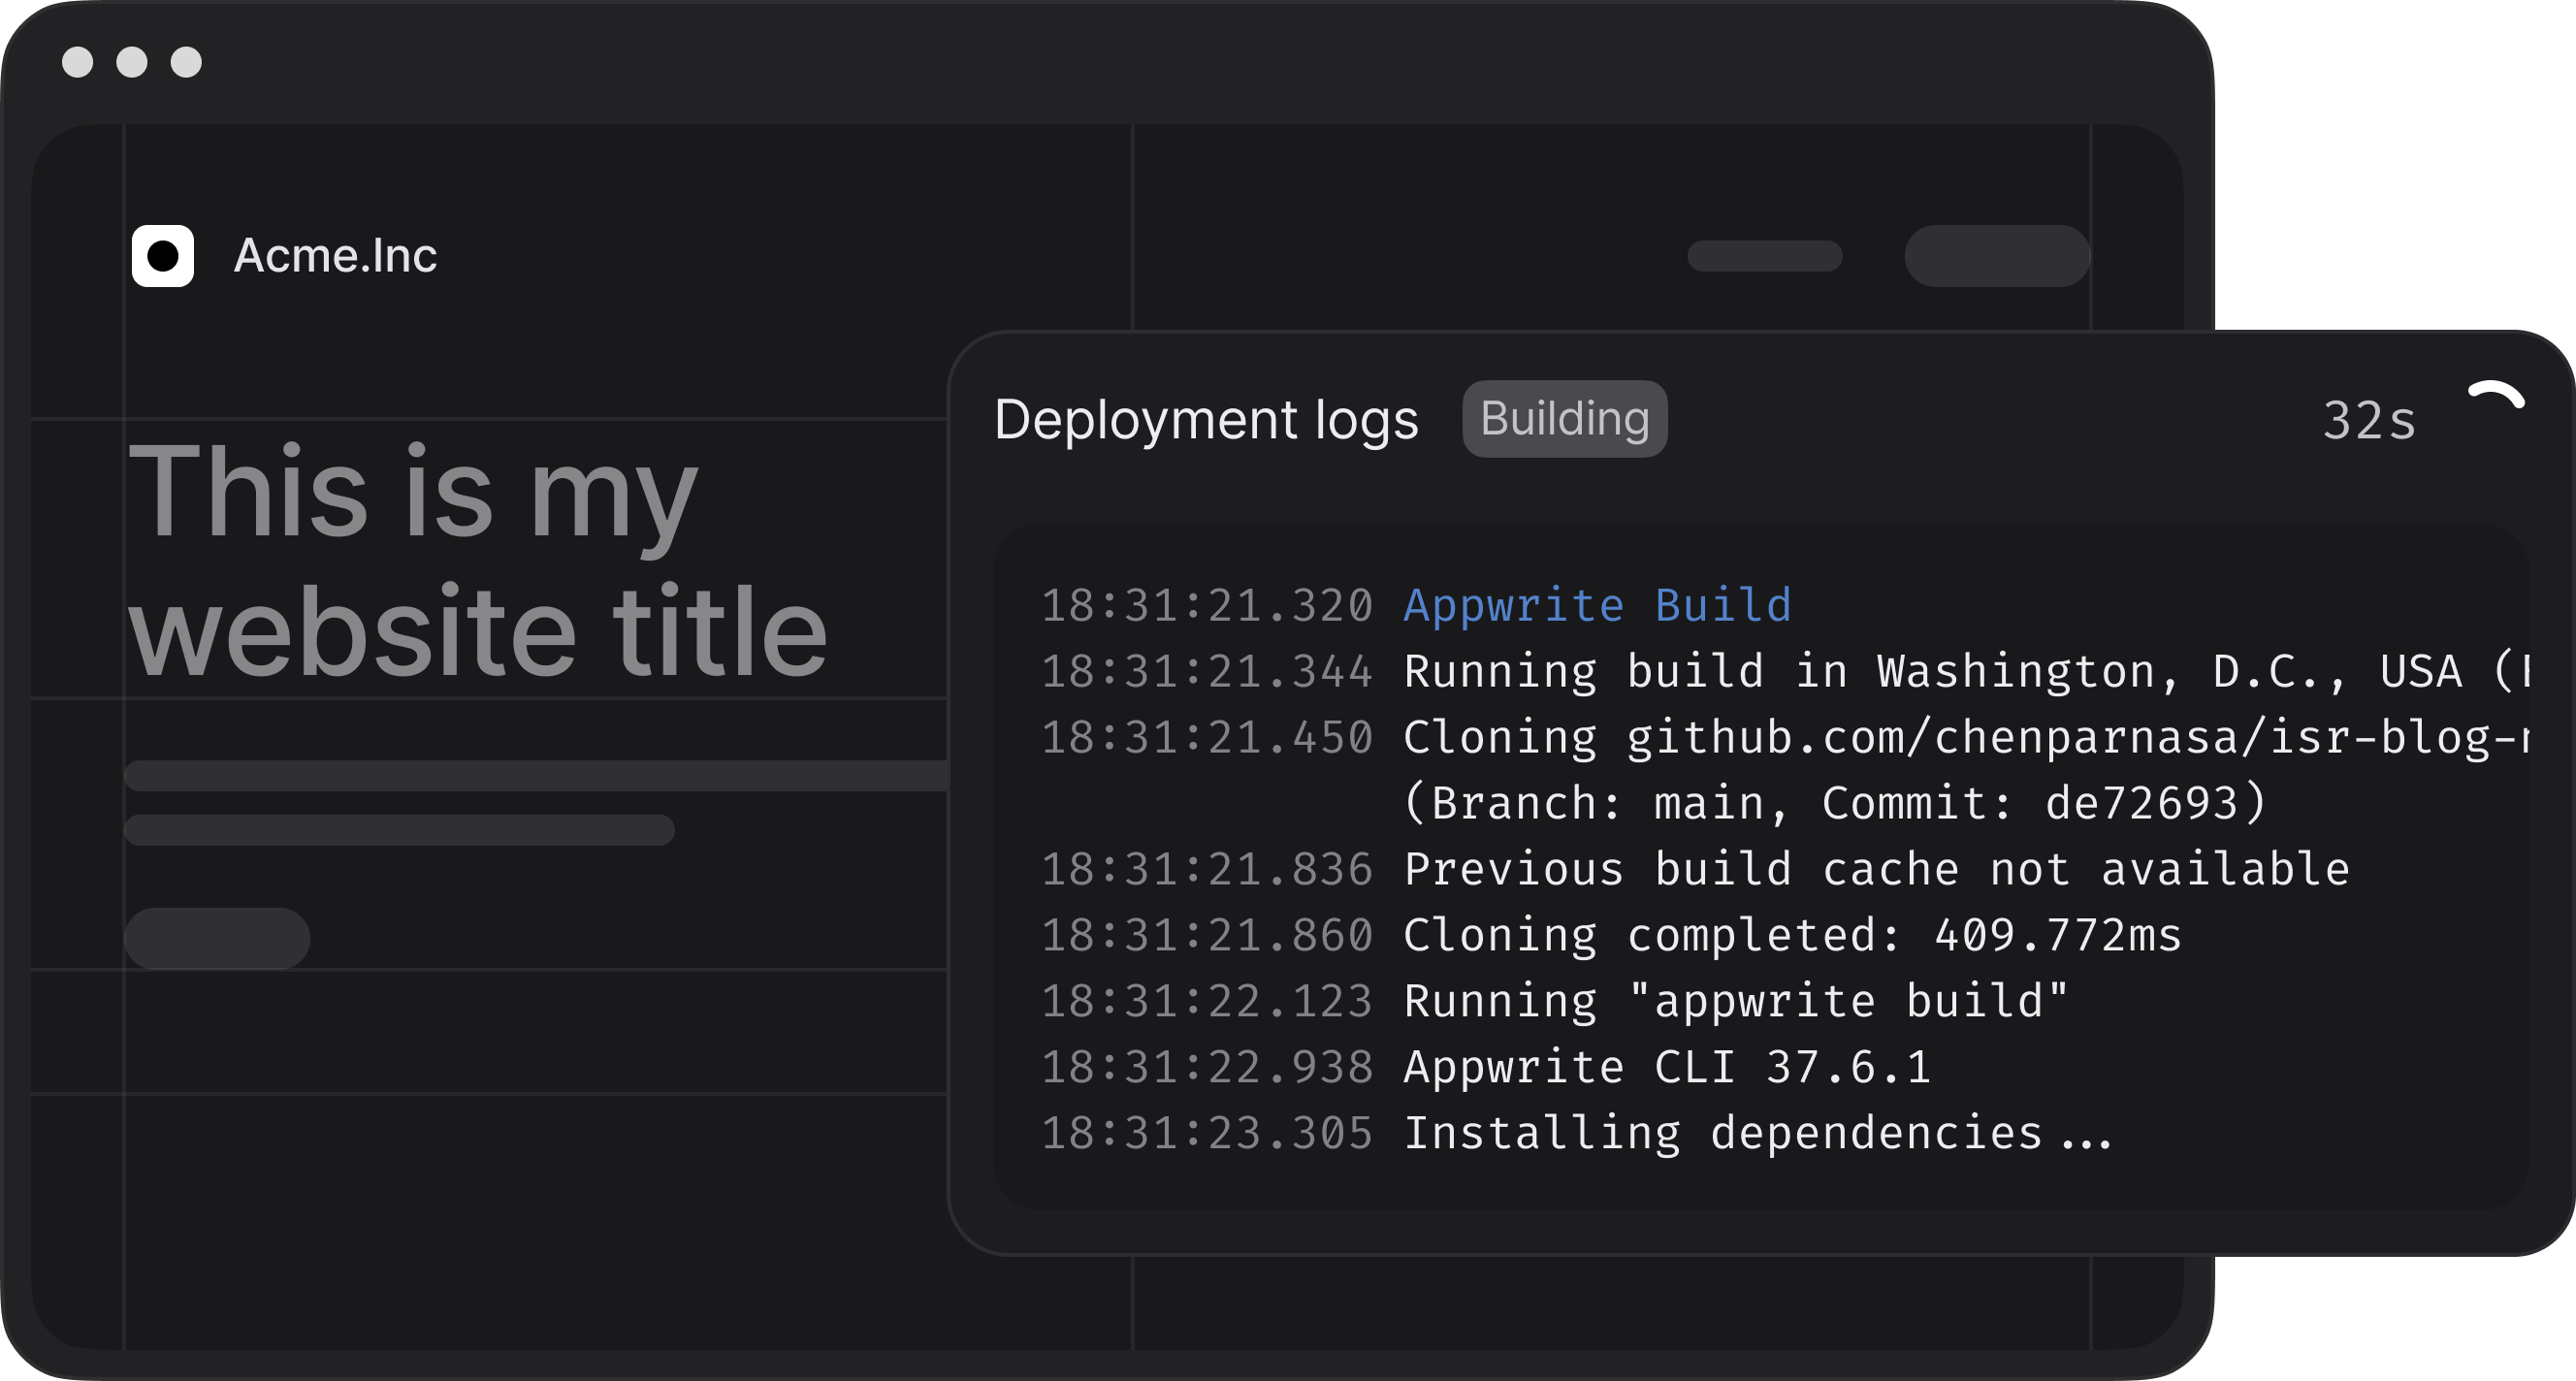 Acme.Inc
This is my
website title
Deployment logs
Building
32s
18:31:21.320 Appwrite Build
18:31:21.344 Running build in Washington, D.C., USA (
18:31:21.450 Cloning github.com/chenparnasa/isr-blog-
(Branch: main, Commit: de72693)
18:31:21.836 Previous build cache not available
18:31:21.860 Cloning completed: 409.772ms
18:31:22.123 Running "appwrite build"
18:31:22.938 Appwrite CLI 37.6.1
18:31:23.305 Installing dependencies...